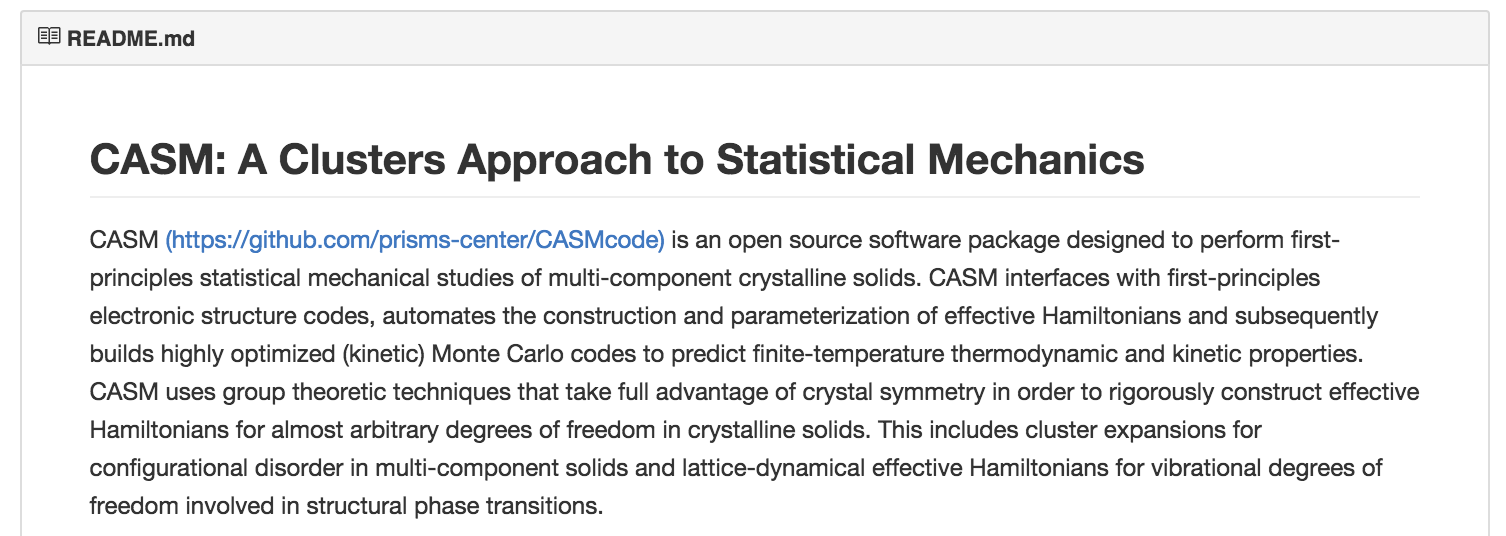 README.md
CASM: A Clusters Approach to Statistical Mechanics
CASM (https://github.com/prisms-center/CASMcode) is an open source software package designed to perform first-
principles statistical mechanical studies of multi-component crystalline solids. CASM interfaces with first-principles
electronic structure codes, automates the construction and parameterization of effective Hamiltonians and subsequently
builds highly optimized (kinetic) Monte Carlo codes to predict finite-temperature thermodynamic and kinetic properties.
CASM uses group theoretic techniques that take full advantage of crystal symmetry in order to rigorously construct effective
Hamiltonians for almost arbitrary degrees of freedom in crystalline solids. This includes cluster expansions for
configurational disorder in multi-component solids and lattice-dynamical effective Hamiltonians for vibrational degrees of
freedom involved in structural phase transitions.